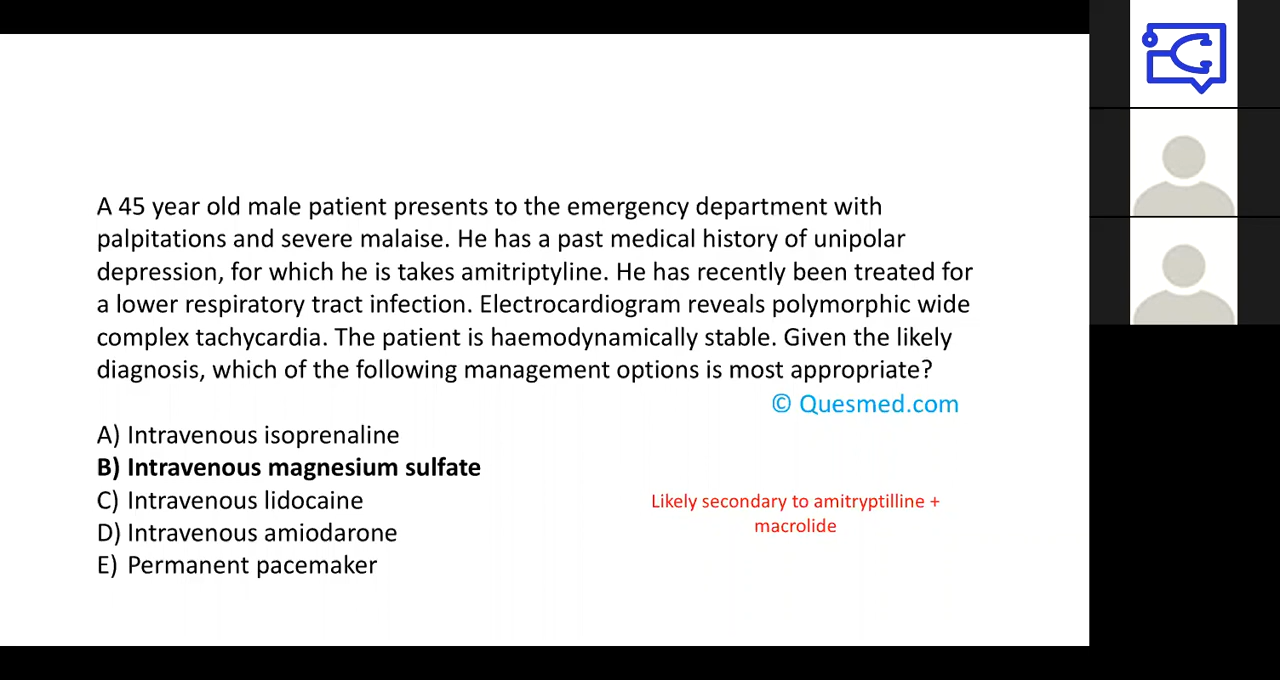 A 45 year old male patient presents to the emergency department with
palpitations and severe malaise. He has a past medical history of unipolar
depression, for which he is takes amitriptyline. He has recently been treated for
a lower respiratory tract infection. Electrocardiogram reveals polymorphic wide
complex tachycardia. The patient is haemodynamically stable. Given the likely
diagnosis, which of the following management options is most appropriate?
© Quesmed.com
A) Intravenous isoprenaline
B) Intravenous magnesium sulfate
C) Intravenous lidocaine
D) Intravenous amiodarone
E) Permanent pacemaker
Likely secondary to amitryptilline +
macrolide